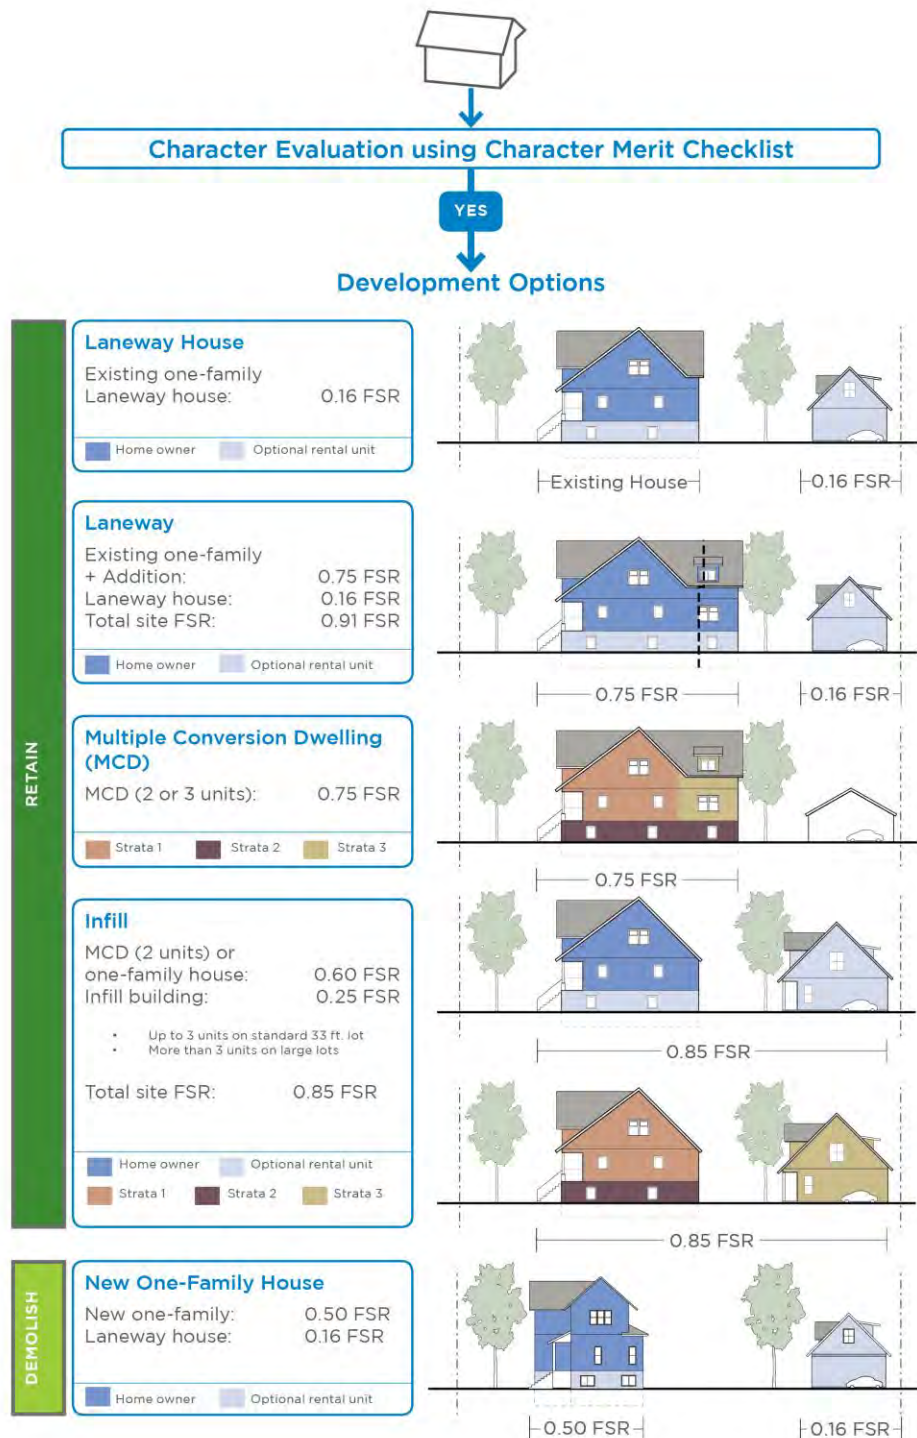 Character Evaluation using Character Merit Checklist
YES
Development Options
RETAIN
Laneway House
Existing one-family
Laneway house: 0.16 FSR
Home owner Optional rental unit
Existing House
0.16 FSR
Laneway
Existing one-family
+ Addition: 0.75 FSR
Laneway house: 0.16 FSR
Total site FSR: 0.91 FSR
Home owner Optional rental unit
0.75 FSR
0.16 FSR
Multiple Conversion Dwelling
(MCD)
MCD (2 or 3 units): 0.75 FSR
Strata 1 Strata 2 Strata 3
0.75 FSR
Infill
MCD (2 units) or
one-family house: 0.60 FSR
Infill building: 0.25 FSR
• Up to 3 units on standard 33 ft. lot
• More than 3 units on large lots
Total site FSR: 0.85 FSR
Home owner Optional rental unit
Strata 1 Strata 2 Strata 3
0.85 FSR
0.85 FSR
DEMOLISH
New One-Family House
New one-family: 0.50 FSR
Laneway house: 0.16 FSR
Home owner Optional rental unit
0.50 FSR
0.16 FSR